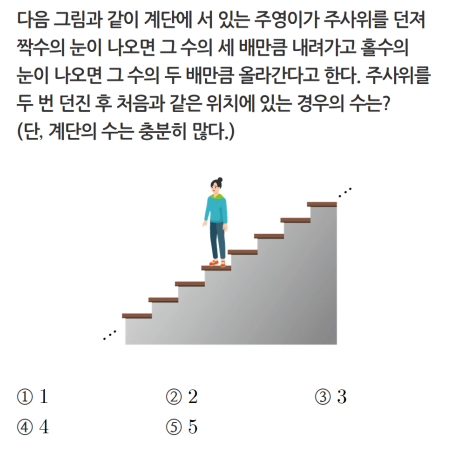 다음 그림과 같이 계단에 서 있는 주영이가 주사위를 던져
짝수의 눈이 나오면 그 수의 세 배만큼 내려가고 홀수의
눈이 나오면 그 수의 두 배만큼 올라간다고 한다. 주사위를
두 번 던진 후 처음과 같은 위치에 있는 경우의 수는?
(단, 계단의 수는 충분히 많다.)
① 1 ② 2 ③ 3
④ 4 ⑤ 5